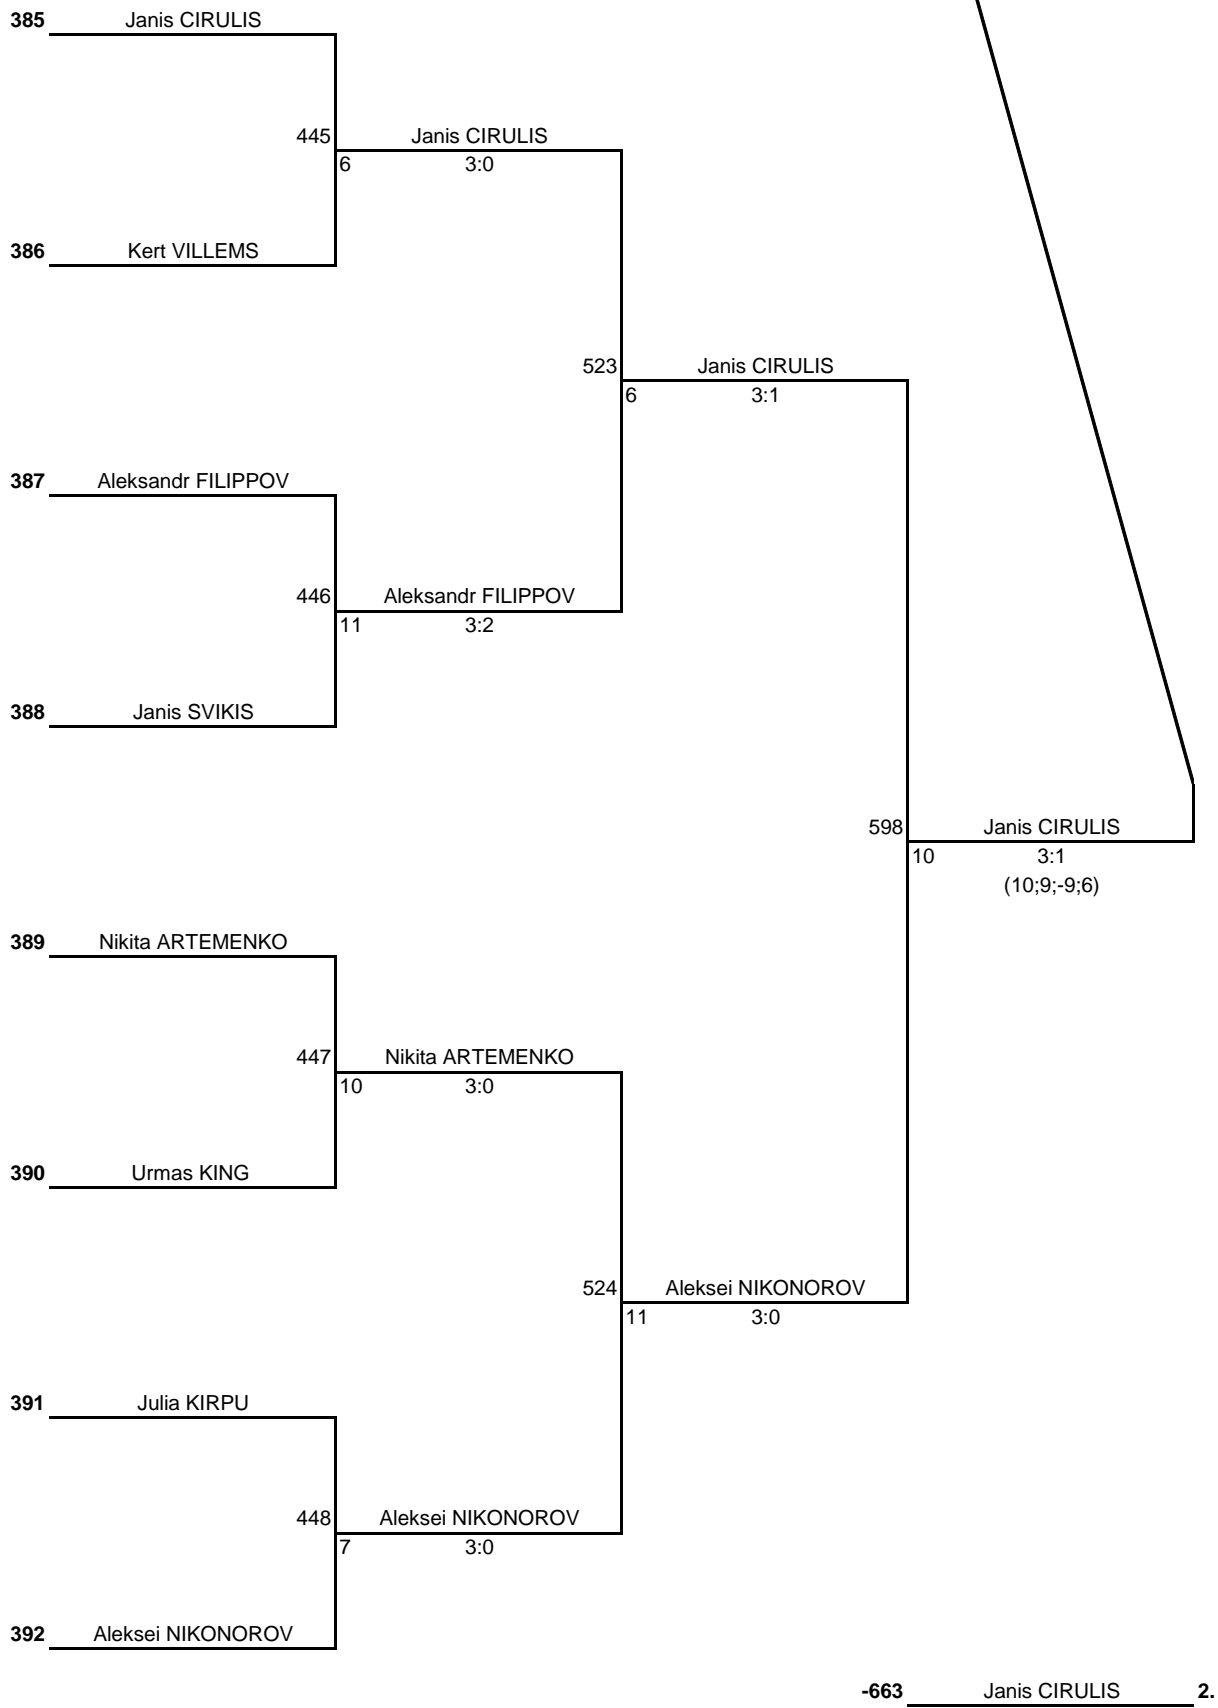 385 Janis CIRULIS
445 Janis CIRULIS
6 3:0
386 Kert VILLEMS
523 Janis CIRULIS
6 3:1
387 Aleksandr FILIPPOV
446 Aleksandr FILIPPOV
11 3:2
388 Janis SVIKIS
598 Janis CIRULIS
10 3:1
(10;9;-9;6)
389 Nikita ARTEMENKO
447 Nikita ARTEMENKO
10 3:0
390 Urmas KING
524 Aleksei NIKONOROV
11 3:0
391 Julia KIRPU
448 Aleksei NIKONOROV
7 3:0
392 Aleksei NIKONOROV
-663 Janis CIRULIS 2.